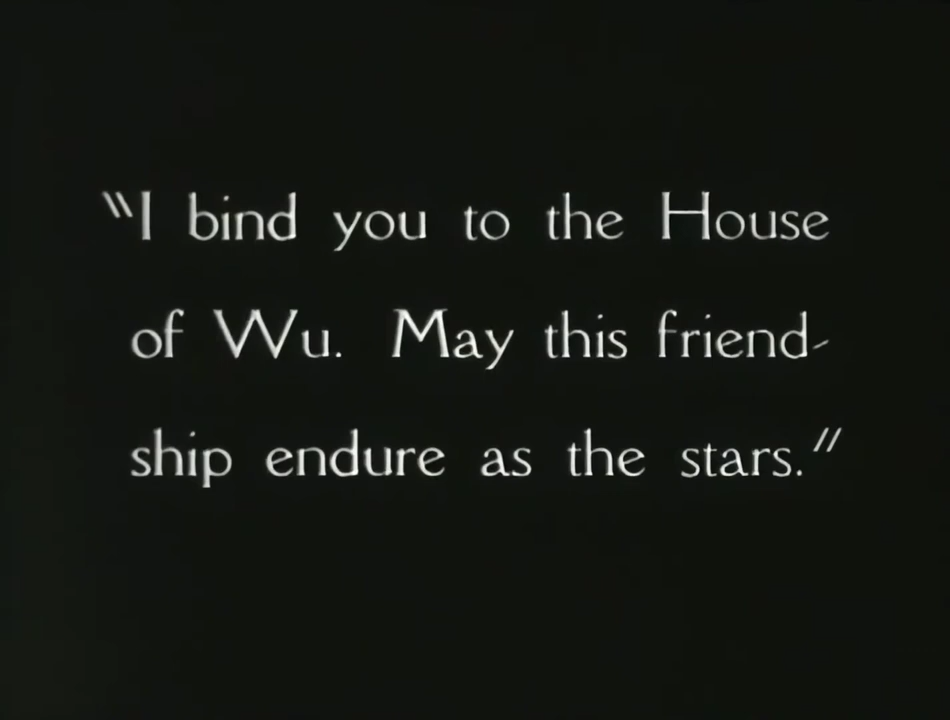 "I bind you to the House
of Wu. May this friend-
ship endure as the stars."